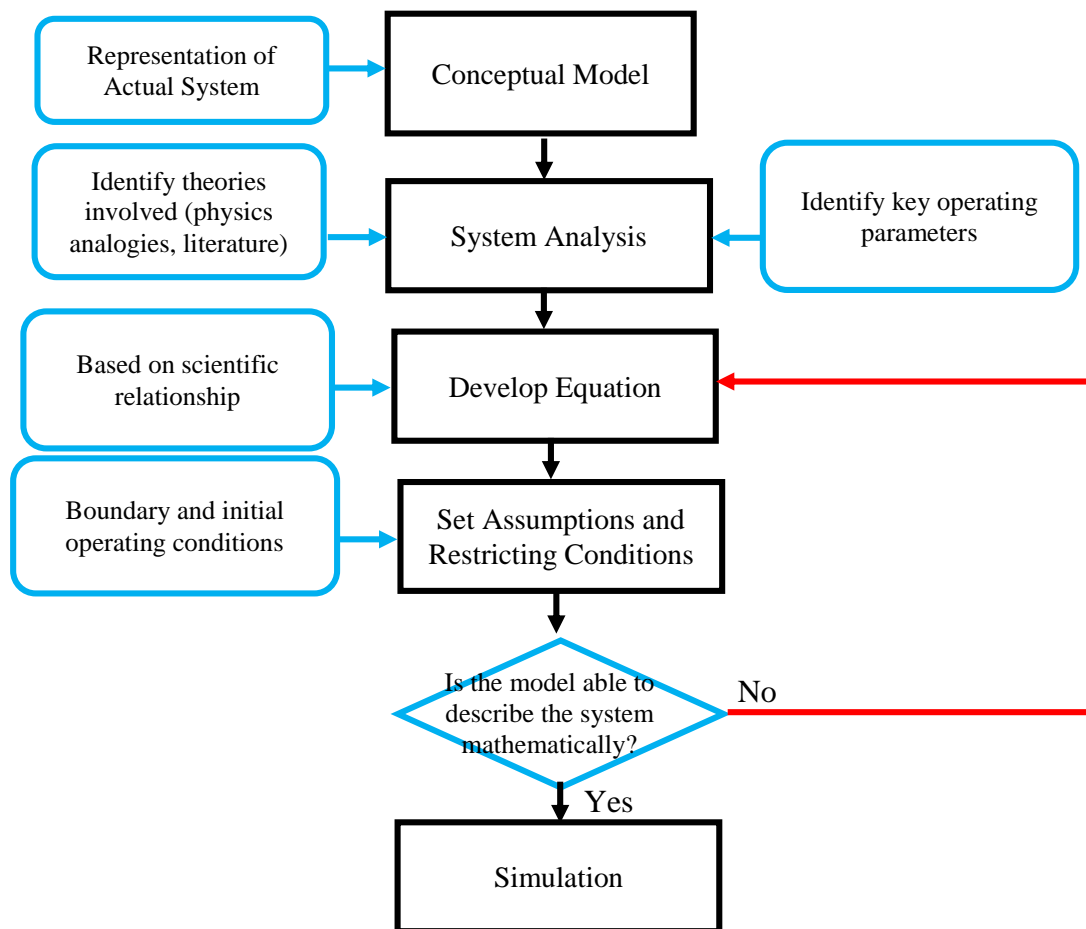 Representation of
Actual System
Conceptual Model
Identify theories
involved (physics
analogies, literature)
System Analysis
Identify key operating
parameters
Based on scientific
relationship
Develop Equation
Boundary and initial
operating conditions
Set Assumptions and
Restricting Conditions
Is the model able to
describe the system
mathematically?
No
Yes
Simulation